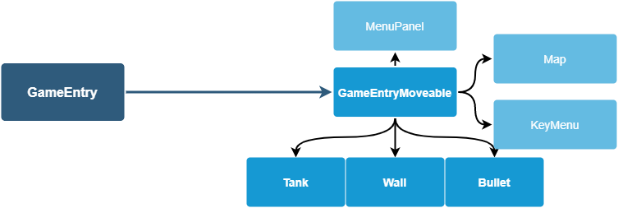 MenuPanel
GameEntry
GameEntryMoveable
Map
KeyMenu
Tank
Wall
Bullet